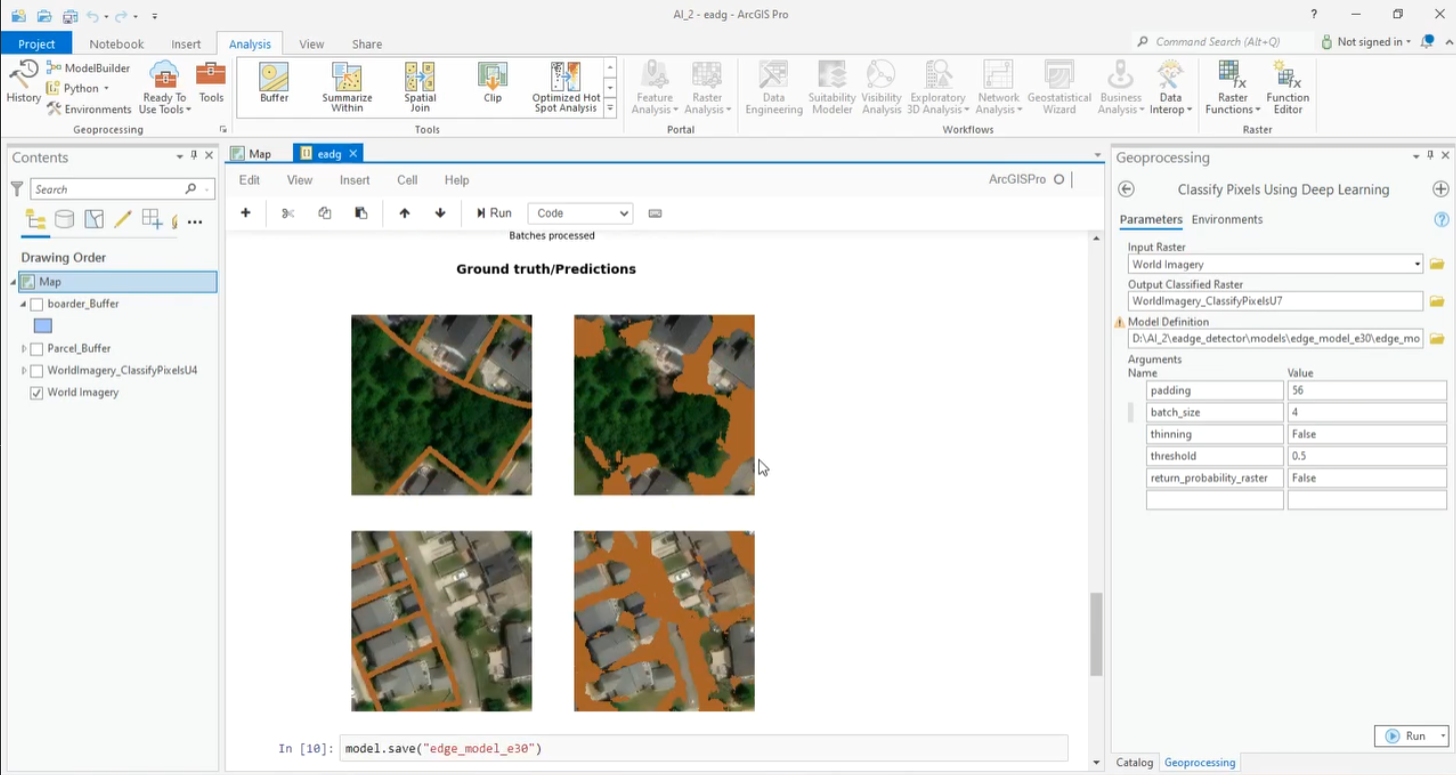 AI_2 - eadg - ArcGIS Pro
?
Project Notebook Insert Analysis View Share
Command Search (Alt+Q)
Not signed in
History
ModelBuilder
Python
Environments
Ready To Use Tools
Tools
Geoprocessing
Buffer
Summarize Within
Spatial Join
Clip
Optimized Hot Spot Analysis
Tools
Feature Analysis
Raster Analysis
Portal
Data Engineering
Suitability Modeler
Visibility Analysis
Exploratory 3D Analysis
Network Analysis
Geostatistical Wizard
Business Analysis
Data Interop
Workflows
Raster Functions
Function Editor
Raster
Contents
Search
Drawing Order
Map
boarder_Buffer
Parcel_Buffer
WorldImagery_ClassifyPixelsU4
World Imagery
Map eadg
Edit View Insert Cell Help
ArcGISPro
Run Code
Batches processed
Ground truth/Predictions
In [10]: model.save("edge_model_e30")
Geoprocessing
Classify Pixels Using Deep Learning
Parameters Environments
?
Input Raster
World Imagery
Output Classified Raster
WorldImagery_ClassifyPixelsU7
Model Definition
D:\AI_2\eadge_detector\models\edge_model_e30\edge_mo
Arguments
Name Value
padding 56
batch_size 4
thinning False
threshold 0.5
return_probability_raster False
Run
Catalog Geoprocessing